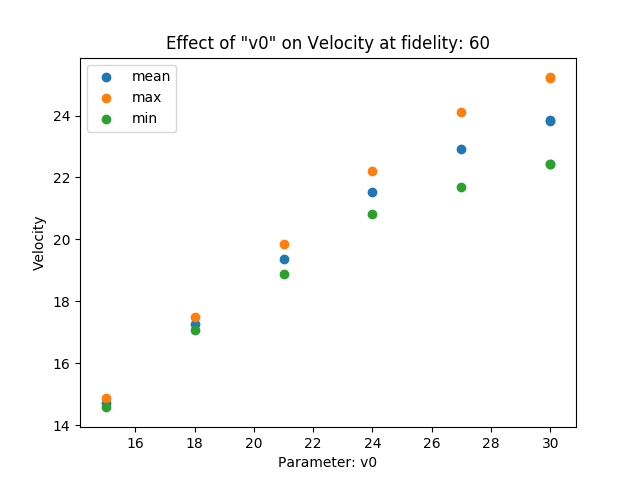 Effect of "v0" on Velocity at fidelity: 60
mean
max
min
24
22
20
18
16
14
Velocity
16
18
20
22
24
26
28
30
Parameter: v0